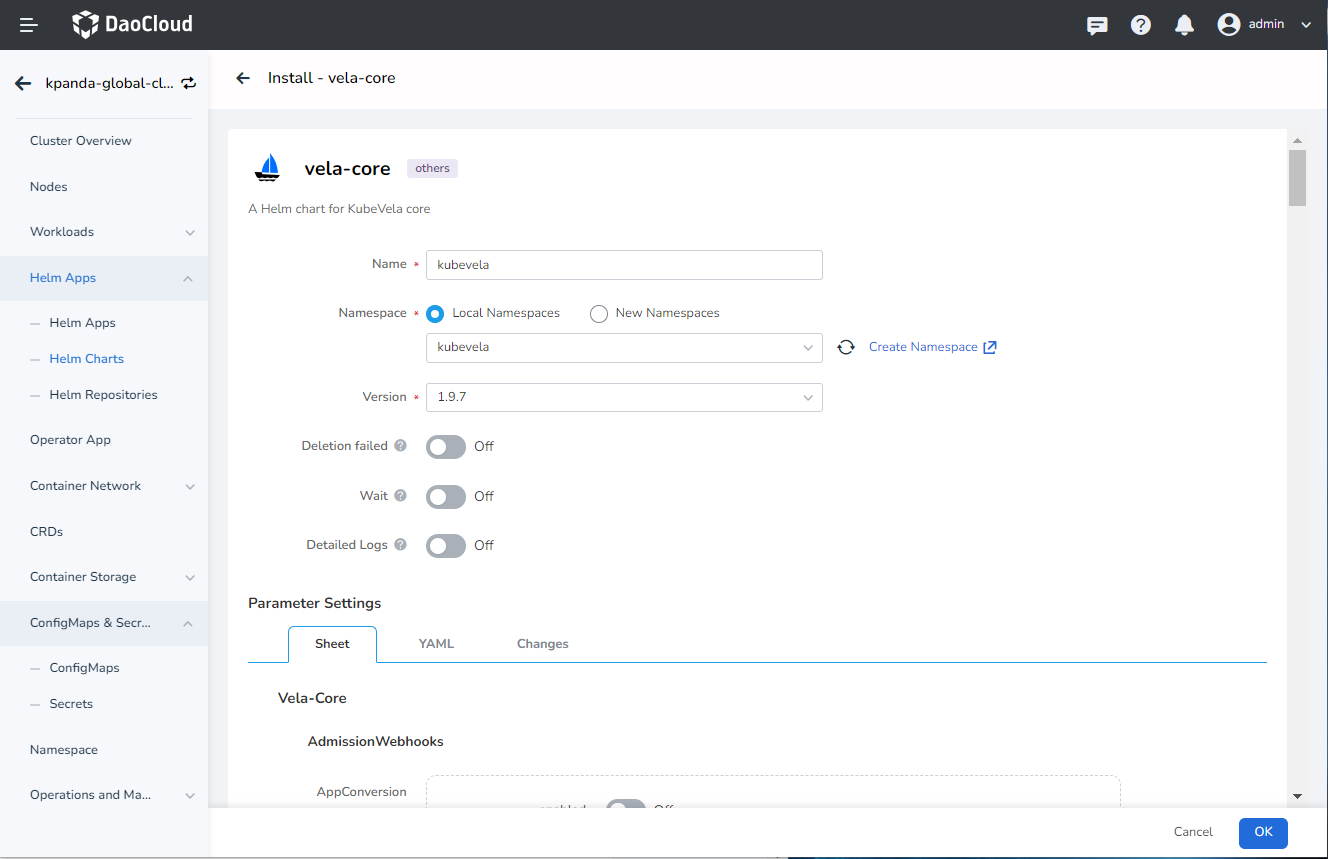 DaoCloud
admin
kpanda-global-cl...
Install - vela-core
Cluster Overview
Nodes
Workloads
Helm Apps
Helm Apps
Helm Charts
Helm Repositories
Operator App
Container Network
CRDs
Container Storage
ConfigMaps & Secr...
ConfigMaps
Secrets
Namespace
Operations and Ma...
vela-core others
A Helm chart for KubeVela core
Name * kubevela
Namespace * Local Namespaces New Namespaces
kubevela Create Namespace
Version * 1.9.7
Deletion failed ? Off
Wait ? Off
Detailed Logs ? Off
Parameter Settings
Sheet YAML Changes
Vela-Core
AdmissionWebhooks
AppConversion
enabled Off
Cancel OK